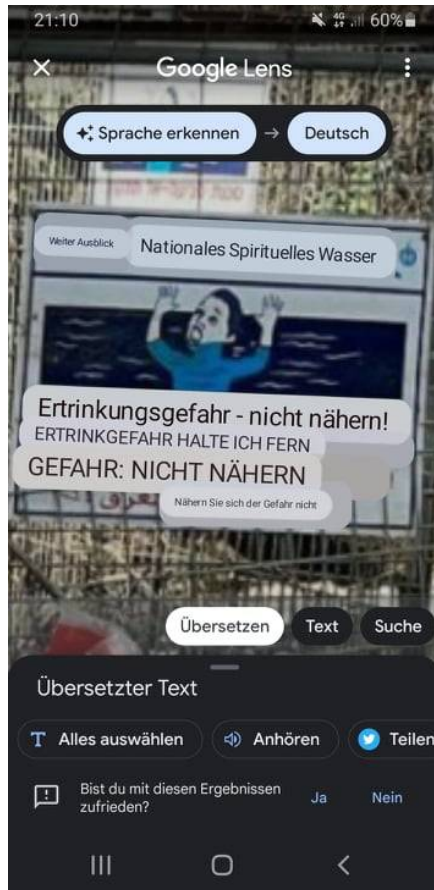 21:10
4G
60%
Google Lens
Sprache erkennen → Deutsch
Weiter Ausblick
Nationales Spirituelles Wasser
Ertrinkungsgefahr - nicht nähern!
ERTRINKGEFAHR HALTE ICH FERN
GEFAHR: NICHT NÄHERN
Nähern Sie sich der Gefahr nicht
Übersetzen Text Suche
Übersetzter Text
Alles auswählen Anhören Teilen
Bist du mit diesen Ergebnissen
zufrieden?
Ja Nein